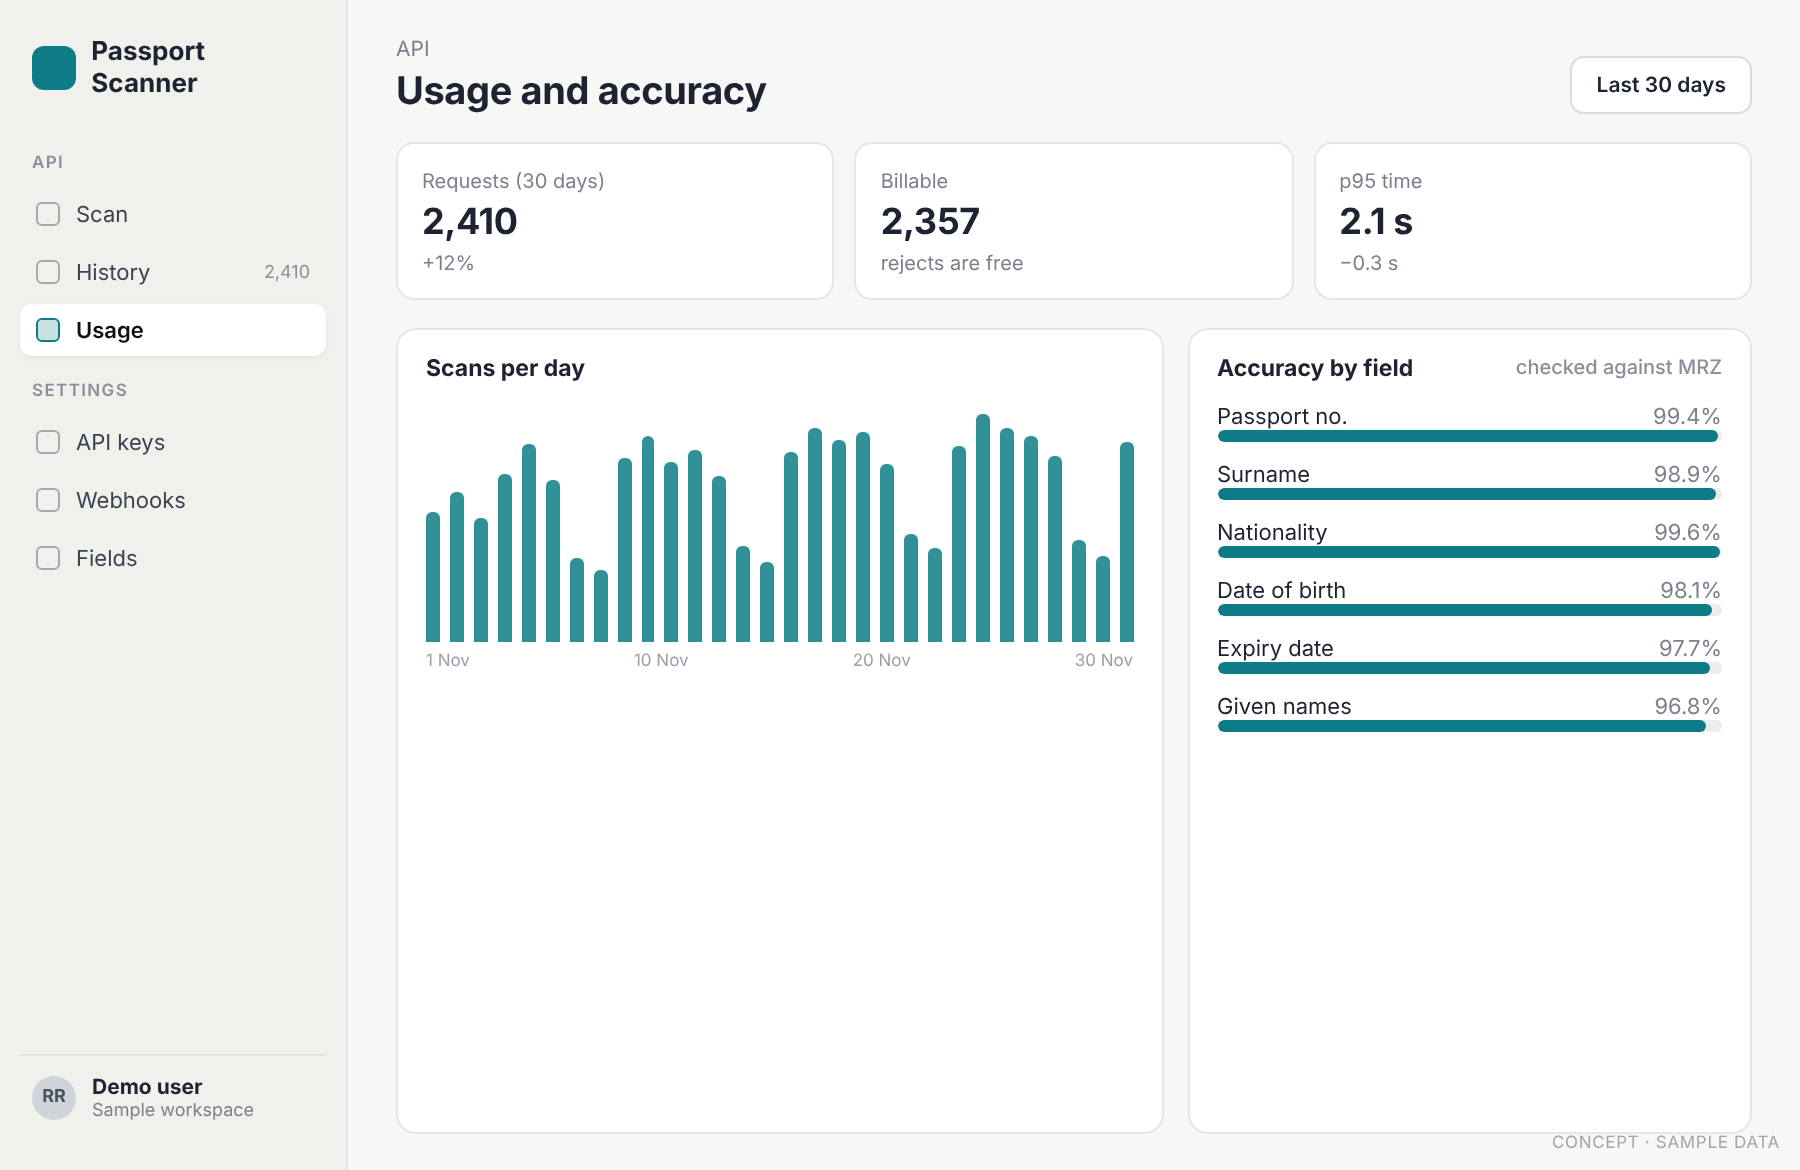 Passport
Scanner
API
Scan
History 2,410
Usage
SETTINGS
API keys
Webhooks
Fields
RR
Demo user
Sample workspace
API
Usage and accuracy
Last 30 days
Requests (30 days)
2,410
+12%
Billable
2,357
rejects are free
p95 time
2.1 s
−0.3 s
Scans per day
1 Nov 10 Nov 20 Nov 30 Nov
Accuracy by field checked against MRZ
Passport no. 99.4%
Surname 98.9%
Nationality 99.6%
Date of birth 98.1%
Expiry date 97.7%
Given names 96.8%
CONCEPT · SAMPLE DATA